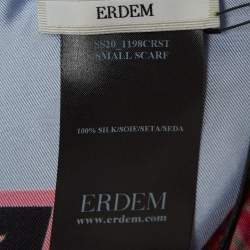 ERDEM
SS20_1198CRST
SMALL SCARF
100% SILK/SOIE/SETA/SEDA
ERDEM
www.erdem.com